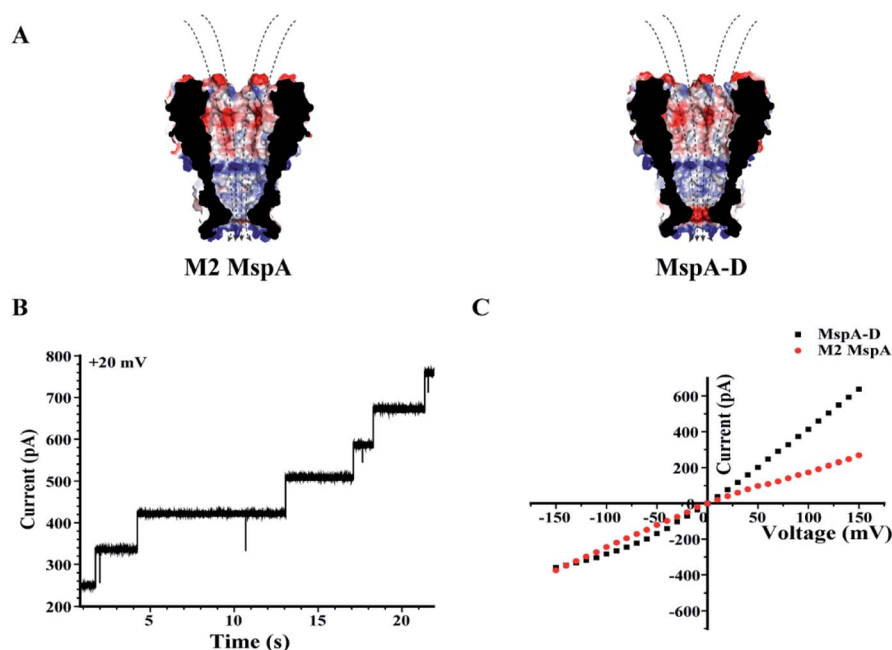 A
M2 MspA
MspA-D
B
+20 mV
800
700
600
500
400
300
200
Current (pA)
5
10
15
20
Time (s)
C
MspA-D
M2 MspA
Current (pA)
600
400
200
0
-200
-400
-600
-150
-100
-50
0
50
100
150
Voltage (mV)